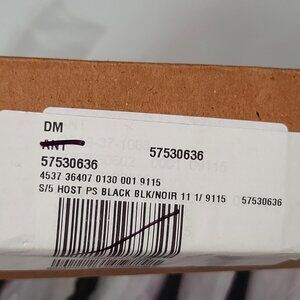 DM
ANT
57530636 57530636
4537 36407 0130 001 9115
S/5 HOST PS BLACK BLK/NOIR 11 1/ 9115 57530636